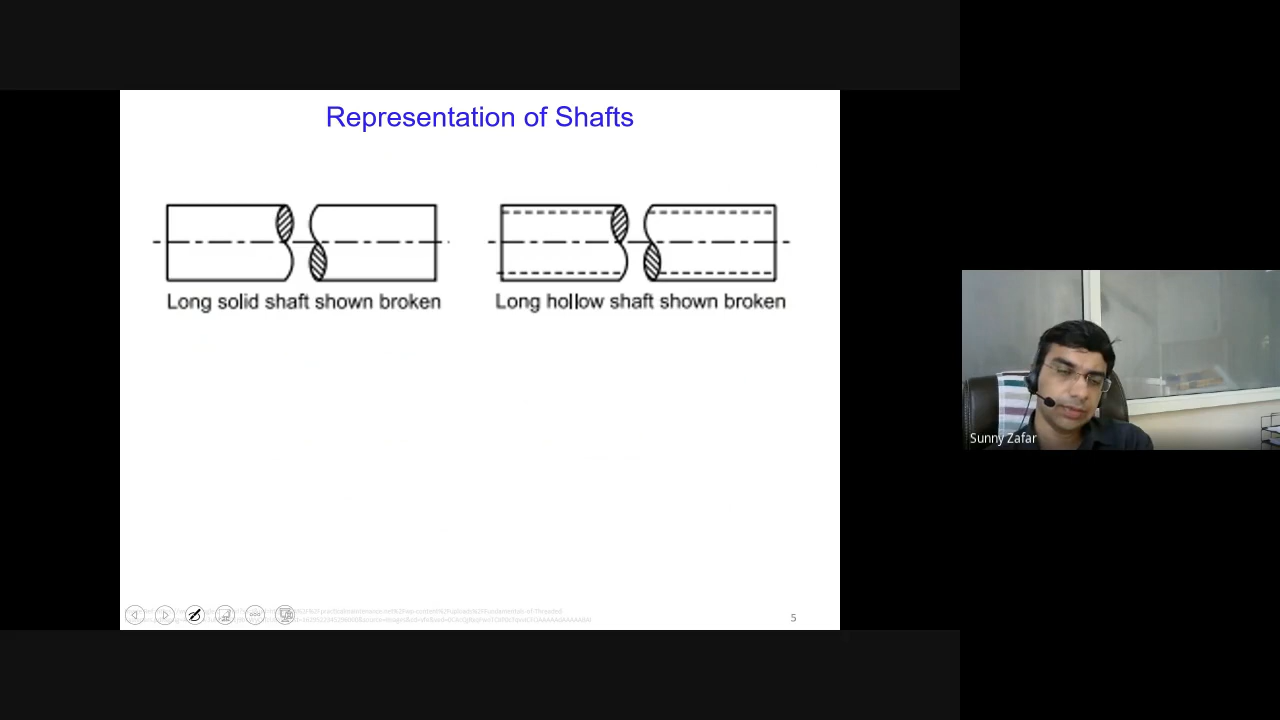 Representation of Shafts
Long solid shaft shown broken
Long hollow shaft shown broken
Sunny Zafar
5